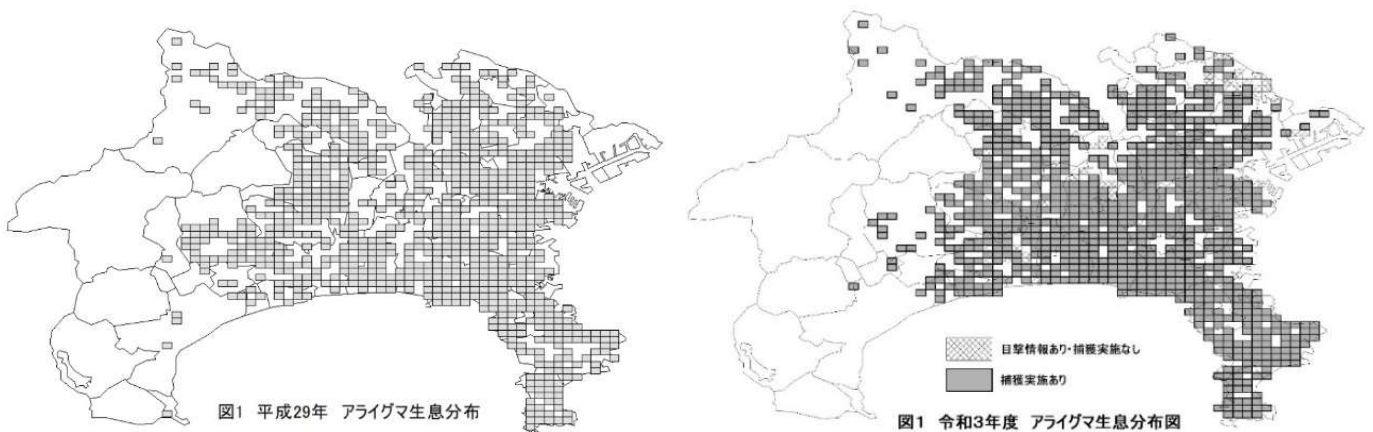 図1 平成29年 アライグマ生息分布
目撃情報あり・捕獲実施なし
捕獲実施あり
図1 令和3年度 アライグマ生息分布図